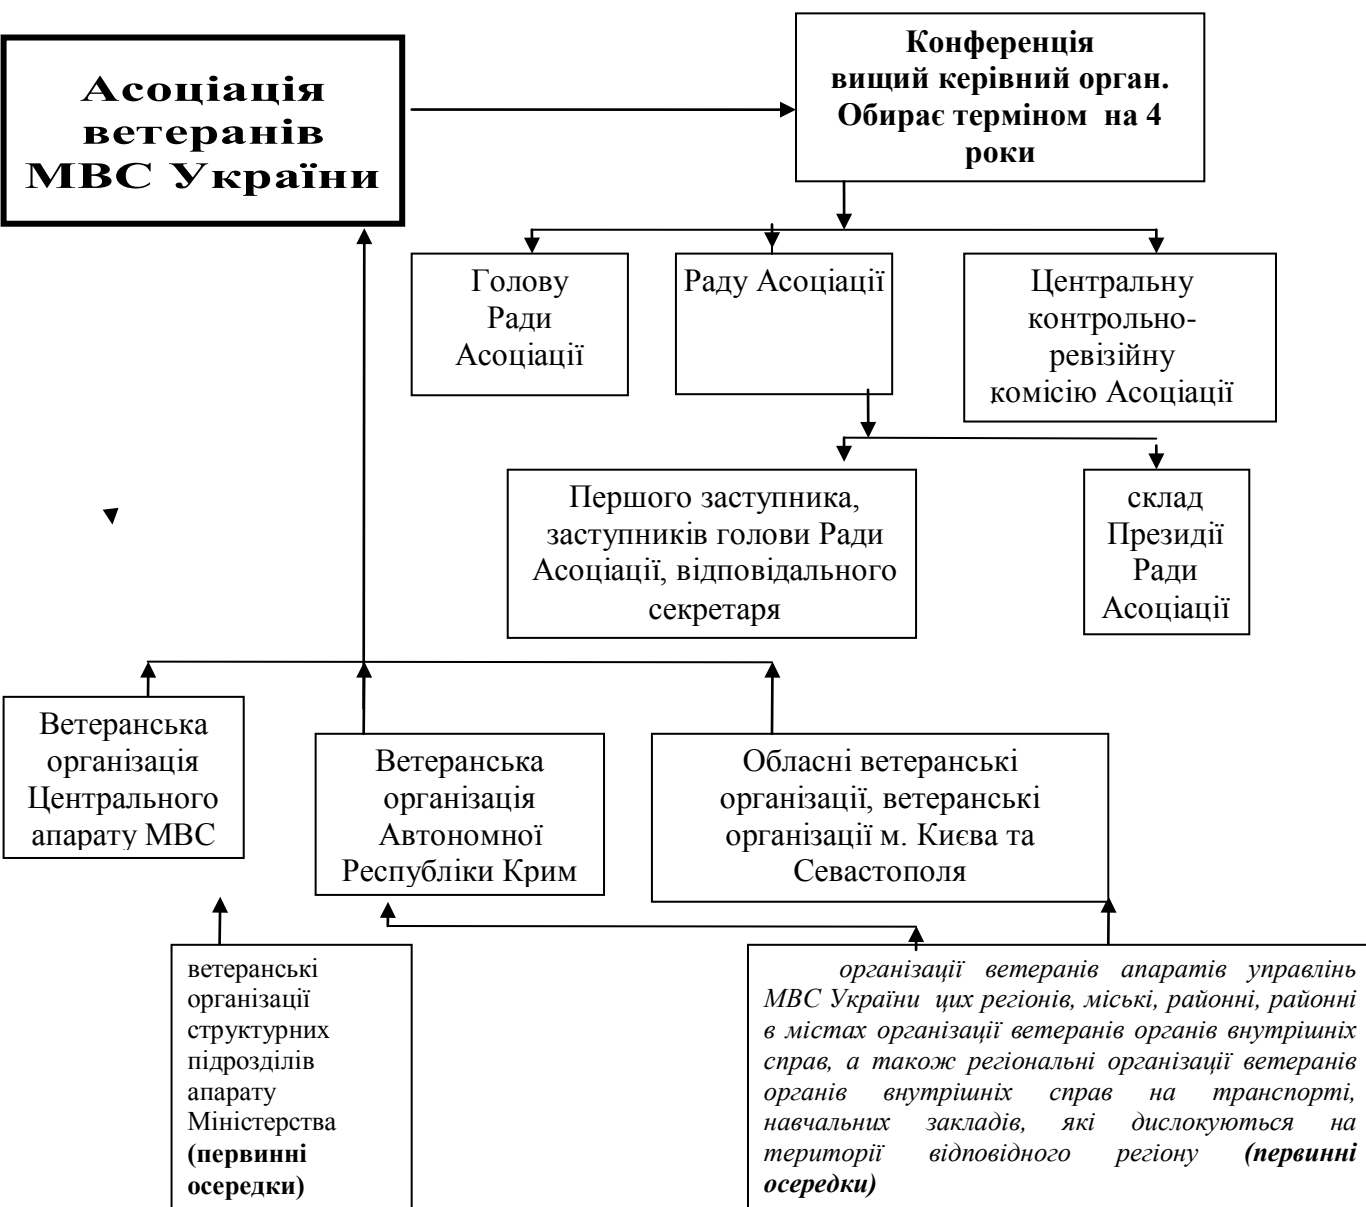 Асоціація
ветеранів
МВС України
Конференція
вищий керівний орган.
Обирає терміном на 4
роки
Голову
Ради
Асоціації
Раду Асоціації
Центральну
контрольно-
ревізійну
комісію Асоціації
Першого заступника,
заступників голови Ради
Асоціації, відповідального
секретаря
склад
Президії
Ради
Асоціації
Ветеранська
організація
Центрального
апарату МВС
Ветеранська
організація
Автономної
Республіки Крим
Обласні ветеранські
організації, ветеранські
організації м. Києва та
Севастополя
ветеранські
організації
структурних
підрозділів
апарату
Міністерства
(первинні
осередки)
організації ветеранів апаратів управлінь
МВС України цих регіонів, міські, районні, районні
в містах організації ветеранів органів внутрішніх
справ, а також регіональні організації ветеранів
органів внутрішніх справ на транспорті,
навчальних закладів, які дислокуються на
території відповідного регіону (первинні
осередки)